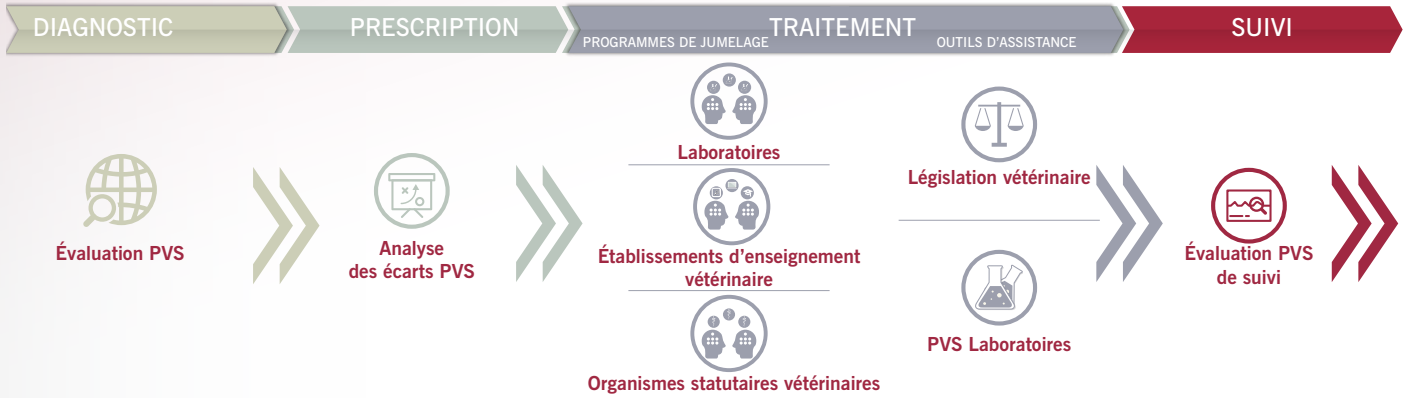 DIAGNOSTIC
PRESCRIPTION
TRAITEMENT
PROGRAMMES DE JUMELAGE
OUTILS D'ASSISTANCE
SUIVI
Évaluation PVS
Analyse
des écarts PVS
Laboratoires
Établissements d'enseignement
vétérinaire
Organismes statutaires vétérinaires
Législation vétérinaire
PVS Laboratoires
Évaluation PVS
de suivi